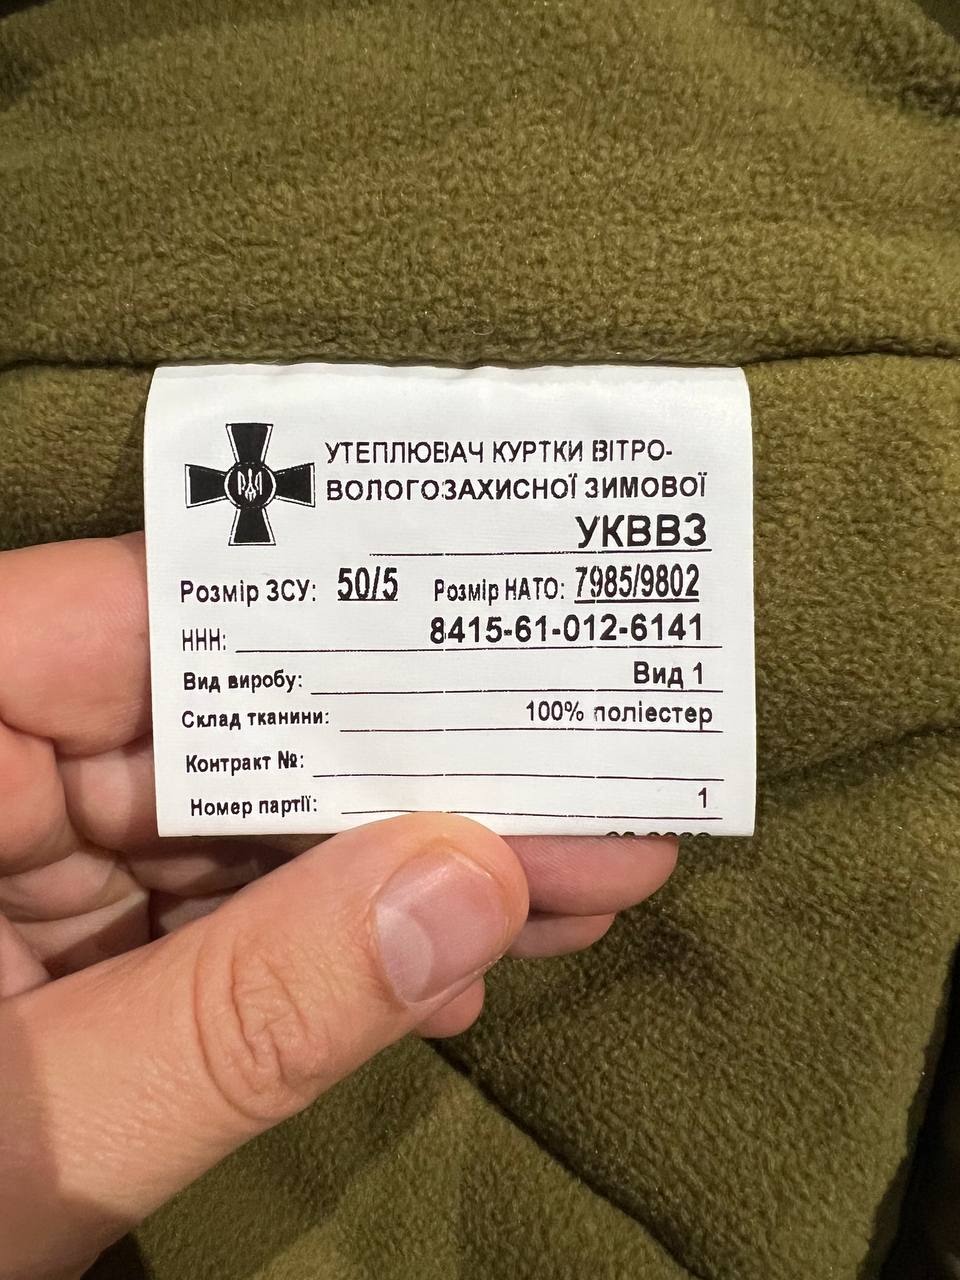 УТЕПЛЮВАЧ КУРТКИ ВІТРО-
ВОЛОГОЗАХИСНОЇ ЗИМОВОЇ
УКВВЗ
Розмір ЗСУ: 50/5 Розмір НАТО: 7985/9802
ННН: 8415-61-012-6141
Вид виробу: Вид 1
Склад тканини: 100% поліестер
Контракт №:
Номер партії: 1